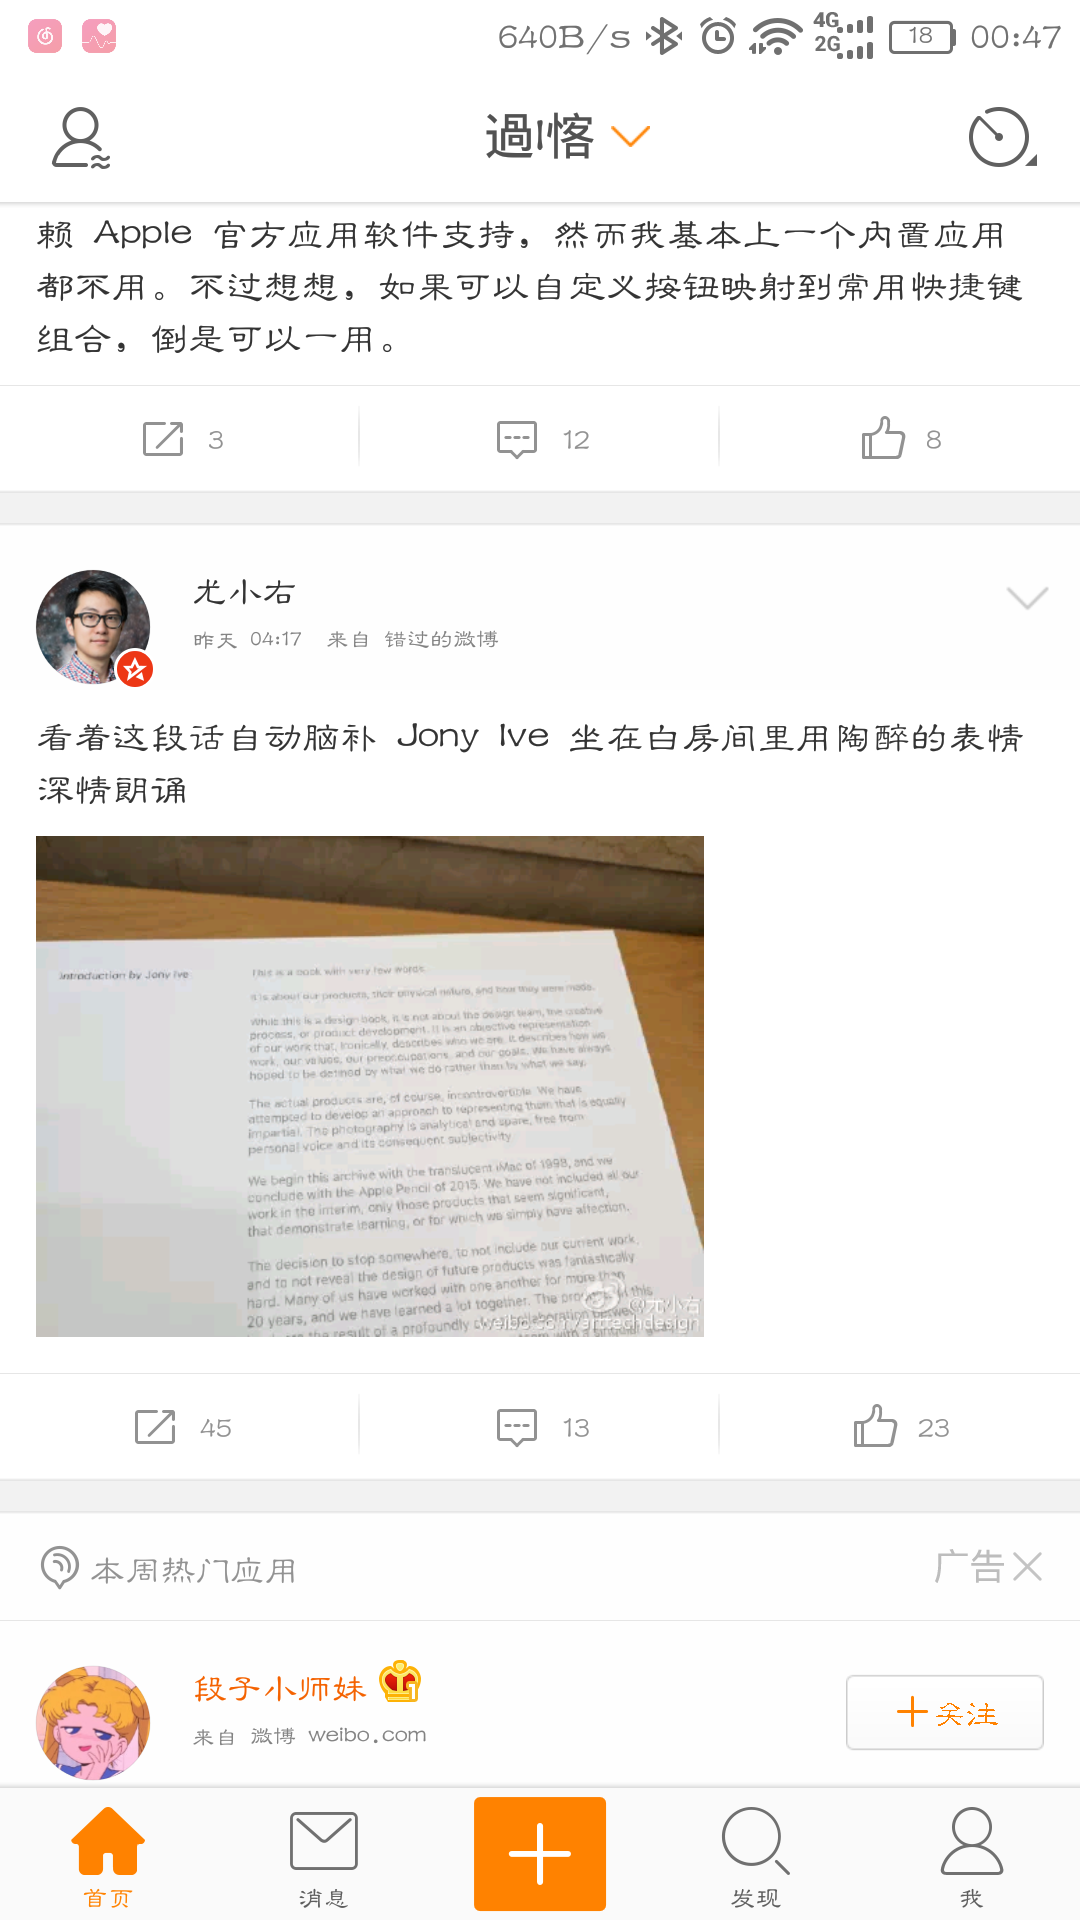 640B/s 4G 2G 18 00:47
過l愘
赖 Apple 官方应用软件支持，然而我基本上一个内置应用
都不用。不过想想，如果可以自定义按钮映射到常用快捷键
组合，倒是可以一用。
3 12 8
尤小右
昨天 04:17 来自 错过的微博
看着这段话自动脑补 Jony Ive 坐在白房间里用陶醉的表情
深情朗诵
Introduction by Jony Ive
This is a book with very few words.
It is about our products, their physical nature, and how they were made.
While this is a design book, it is not about the design team, the creative
process, or product development. It is an objective representation
of our work that, ironically, describes who we are. It describes how we
work, our values, our preoccupations, and our goals. We have always
hoped to be defined by what we do rather than by what we say.
The actual products are, of course, incontrovertible. We have
attempted to develop an approach to representing them that is equally
impartial. The photography is analytical and spare, free from
personal voice and its consequent subjectivity.
We begin this archive with the translucent iMac of 1998, and we
conclude with the Apple Pencil of 2015. We have not included all our
work in the interim, only those products that seem significant,
that demonstrate learning, or for which we simply have affection.
The decision to stop somewhere, to not include our current work,
and to not reveal the design of future products was fantastically
hard. Many of us have worked with one another for more than
20 years, and we have learned a lot together. The this
the result of a profoundly close collaboration between
@尤小右
weibo.com/arttechdesign
45 13 23
本周热门应用 广告
段子小师妹
来自 微博 weibo.com
关注
首页 消息 发现 我